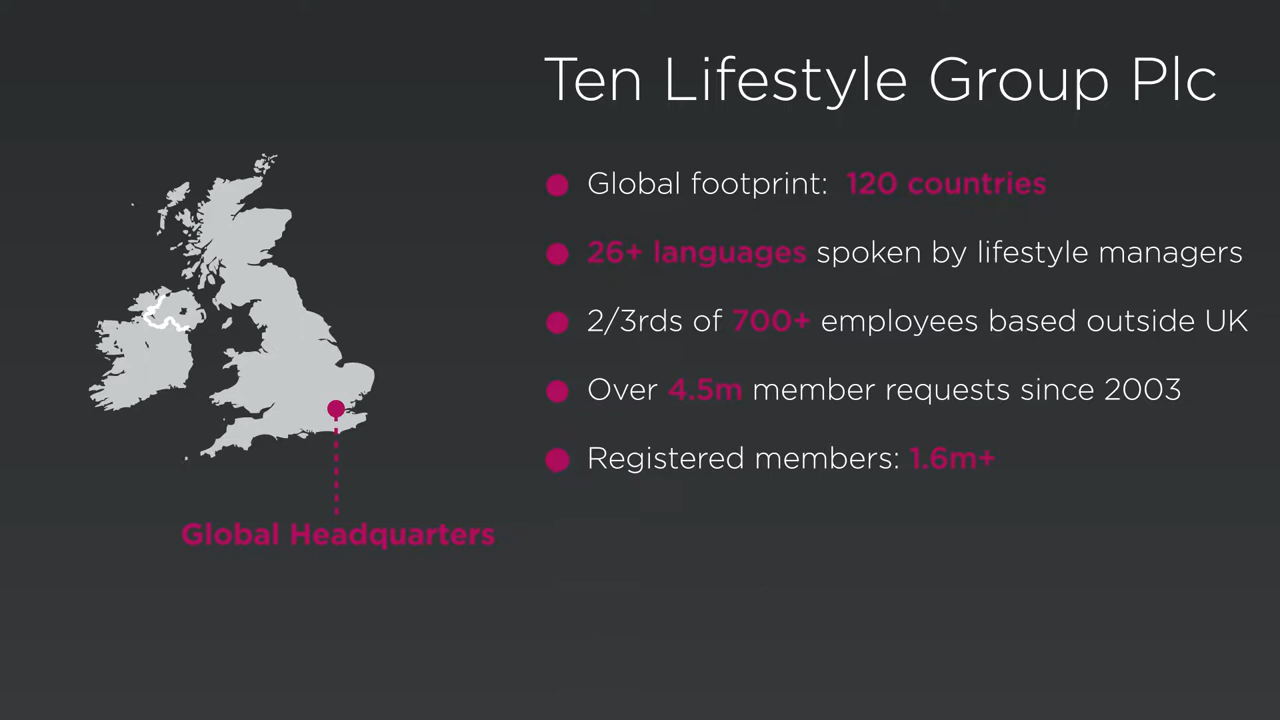 Ten Lifestyle Group Plc
Global footprint: 120 countries
26+ languages spoken by lifestyle managers
2/3rds of 700+ employees based outside UK
Over 4.5m member requests since 2003
Registered members: 1.6m+
Global Headquarters